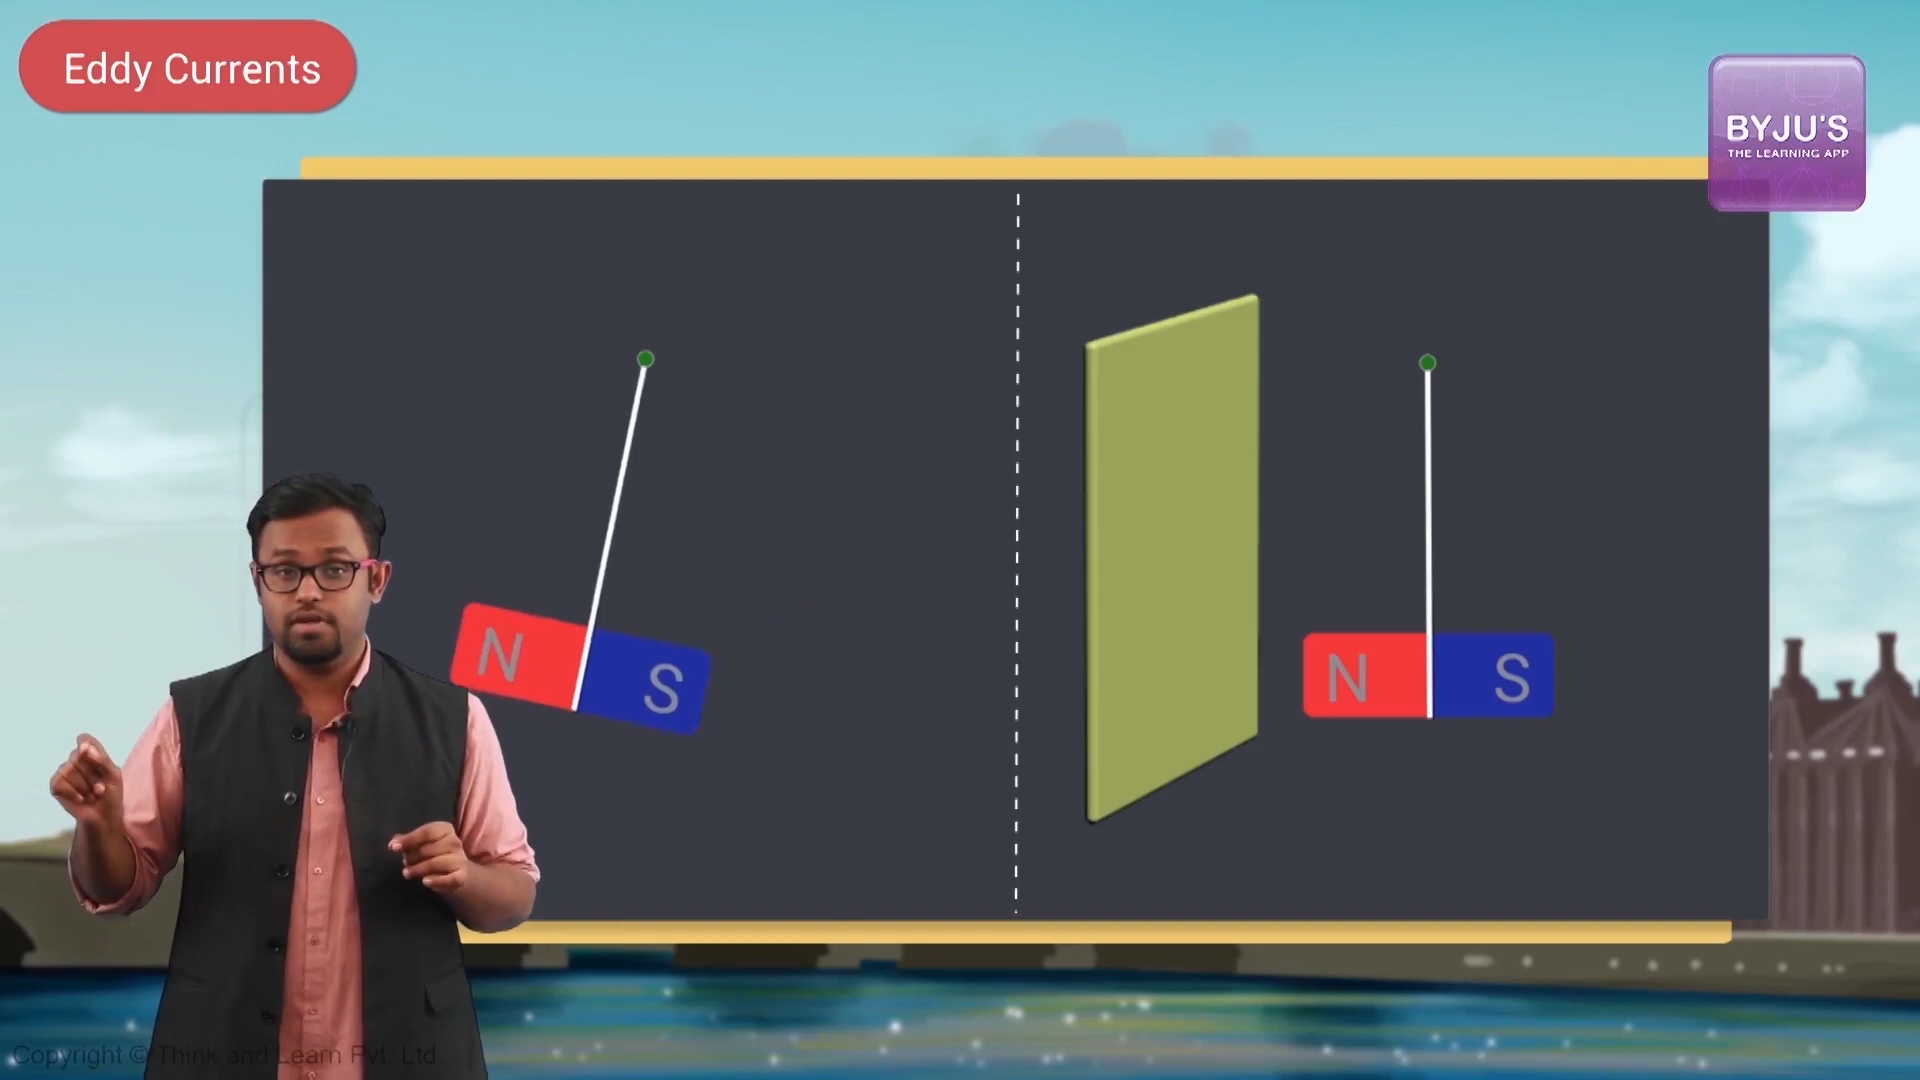 Eddy Currents
BYJU'S
THE LEARNING APP
N
S
N
S
Copyright © Think and Learn Pvt. Ltd.